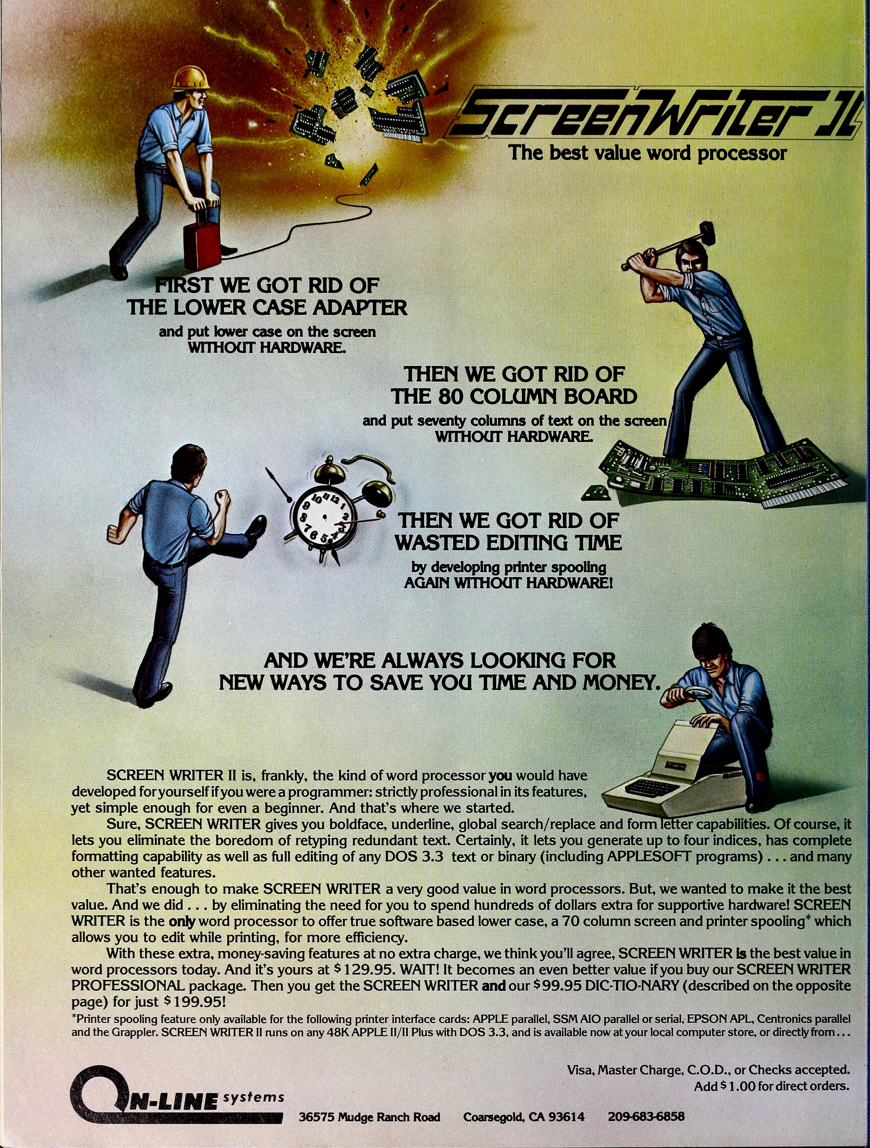 ScreenWriter II
The best value word processor
FIRST WE GOT RID OF
THE LOWER CASE ADAPTER
and put lower case on the screen
WITHOUT HARDWARE.
THEN WE GOT RID OF
THE 80 COLUMN BOARD
and put seventy columns of text on the screen
WITHOUT HARDWARE.
THEN WE GOT RID OF
WASTED EDITING TIME
by developing printer spooling
AGAIN WITHOUT HARDWARE!
AND WE'RE ALWAYS LOOKING FOR
NEW WAYS TO SAVE YOU TIME AND MONEY.
SCREEN WRITER II is, frankly, the kind of word processor you would have
developed for yourself if you were a programmer: strictly professional in its features,
yet simple enough for even a beginner. And that's where we started.
Sure, SCREEN WRITER gives you boldface, underline, global search/replace and form letter capabilities. Of course, it
lets you eliminate the boredom of retyping redundant text. Certainly, it lets you generate up to four indices, has complete
formatting capability as well as full editing of any DOS 3.3 text or binary (including APPLESOFT programs) . . . and many
other wanted features.
That's enough to make SCREEN WRITER a very good value in word processors. But, we wanted to make it the best
value. And we did . . . by eliminating the need for you to spend hundreds of dollars extra for supportive hardware! SCREEN
WRITER is the only word processor to offer true software based lower case, a 70 column screen and printer spooling* which
allows you to edit while printing, for more efficiency.
With these extra, money-saving features at no extra charge, we think you'll agree, SCREEN WRITER is the best value in
word processors today. And it's yours at $129.95. WAIT! It becomes an even better value if you buy our SCREEN WRITER
PROFESSIONAL package. Then you get the SCREEN WRITER and our $99.95 DIC-TIO-NARY (described on the opposite
page) for just $199.95!
*Printer spooling feature only available for the following printer interface cards: APPLE parallel, SSM AIO parallel or serial, EPSON APL, Centronics parallel
and the Grappler. SCREEN WRITER II runs on any 48K APPLE II/II Plus with DOS 3.3, and is available now at your local computer store, or directly from . . .
Visa, Master Charge, C.O.D., or Checks accepted.
Add $1.00 for direct orders.
ON-LINE systems
36575 Mudge Ranch Road Coarsegold, CA 93614 209-683-6858